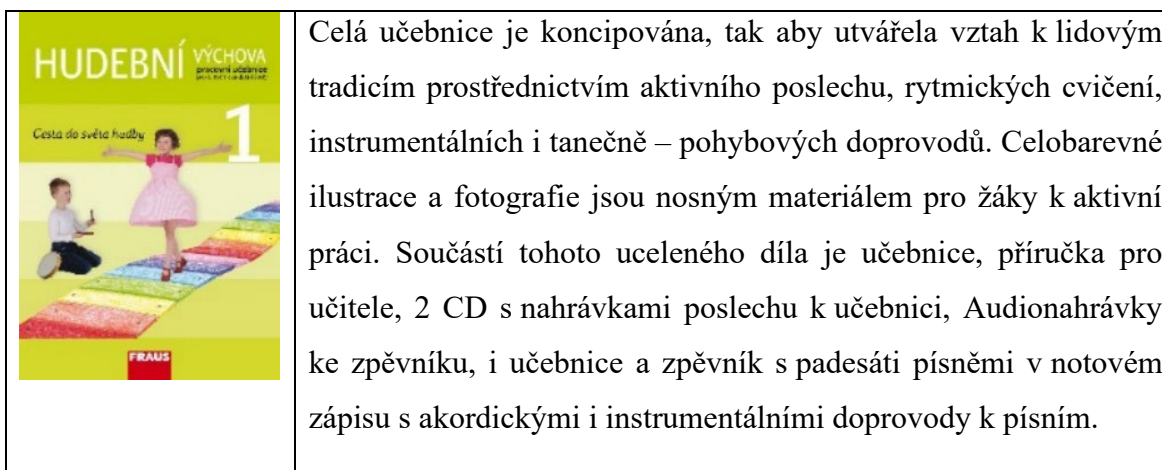 HUDEBNÍ VÝCHOVA
pracovní učebnice
Cesta do světa hudby
1
FRAUS
Celá učebnice je koncipována, tak aby utvářela vztah k lidovým
tradicím prostřednictvím aktivního poslechu, rytmických cvičení,
instrumentálních i tanečně – pohybových doprovodů. Celobarevné
ilustrace a fotografie jsou nosným materiálem pro žáky k aktivní
práci. Součástí tohoto uceleného díla je učebnice, příručka pro
učitele, 2 CD s nahrávkami poslechu k učebnici, Audionahrávky
ke zpěvníku, i učebnice a zpěvník s padesáti písněmi v notovém
zápisu s akordickými i instrumentálními doprovody k písním.